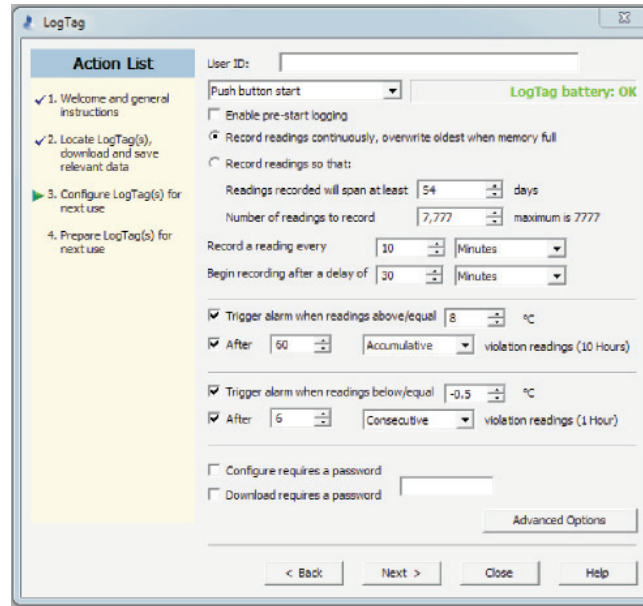 LogTag
Action List
1. Welcome and general
instructions
2. Locate LogTag(s),
download and save
relevant data
3. Configure LogTag(s) for
next use
4. Prepare LogTag(s) for
next use
User ID:
Push button start
LogTag battery: OK
Enable pre-start logging
Record readings continuously, overwrite oldest when memory full
Record readings so that:
Readings recorded will span at least 54 days
Number of readings to record 7,777 maximum is 7777
Record a reading every 10 Minutes
Begin recording after a delay of 30 Minutes
Trigger alarm when readings above/equal 8 °C
After 60 Accumulative violation readings (10 Hours)
Trigger alarm when readings below/equal -0.5 °C
After 6 Consecutive violation readings (1 Hour)
Configure requires a password
Download requires a password
Advanced Options
< Back Next > Close Help